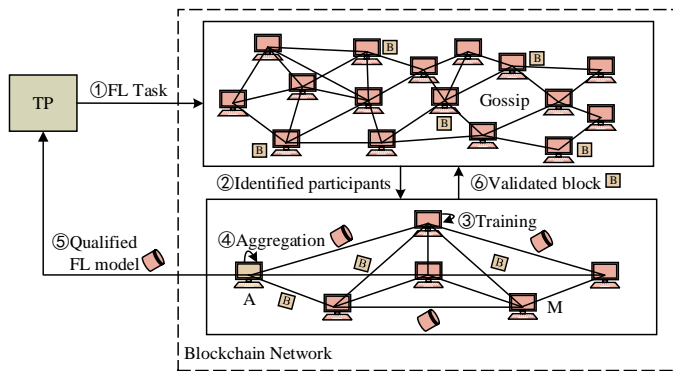 TP
①FL Task
B
B
Gossip
B
B
B
②Identified participants
⑥Validated block B
③Training
④Aggregation
⑤Qualified
FL model
B
B
A
B
M
Blockchain Network